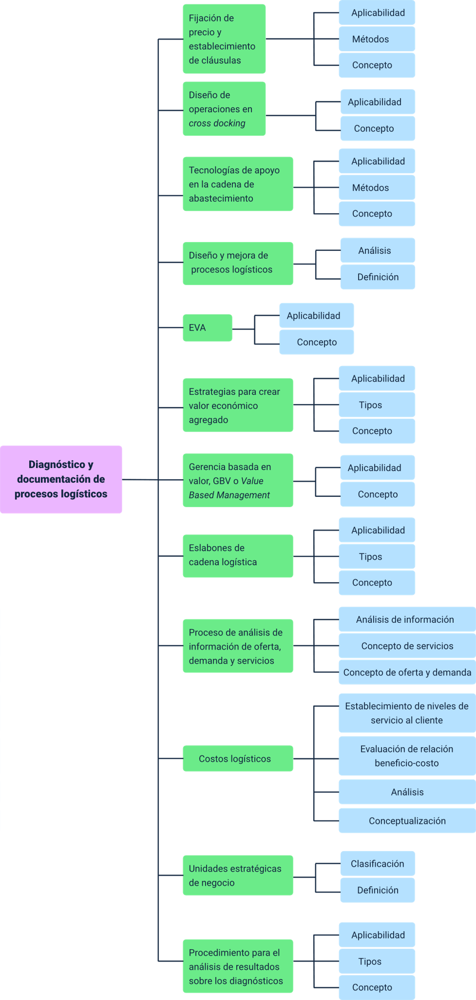 Diagnóstico y
documentación de
procesos logísticos
Fijación de
precio y
establecimiento
de cláusulas
Aplicabilidad
Métodos
Concepto
Diseño de
operaciones en
cross docking
Aplicabilidad
Concepto
Tecnologías de apoyo
en la cadena de
abastecimiento
Aplicabilidad
Métodos
Concepto
Diseño y mejora de
procesos logísticos
Análisis
Definición
EVA
Aplicabilidad
Concepto
Estrategias para crear
valor económico
agregado
Aplicabilidad
Tipos
Concepto
Gerencia basada en
valor, GBV o Value
Based Management
Aplicabilidad
Concepto
Eslabones de
cadena logística
Aplicabilidad
Tipos
Concepto
Proceso de análisis de
información de oferta,
demanda y servicios
Análisis de información
Concepto de servicios
Concepto de oferta y demanda
Costos logísticos
Establecimiento de niveles de
servicio al cliente
Evaluación de relación
beneficio-costo
Análisis
Conceptualización
Unidades estratégicas
de negocio
Clasificación
Definición
Procedimiento para el
análisis de resultados
sobre los diagnósticos
Aplicabilidad
Tipos
Concepto